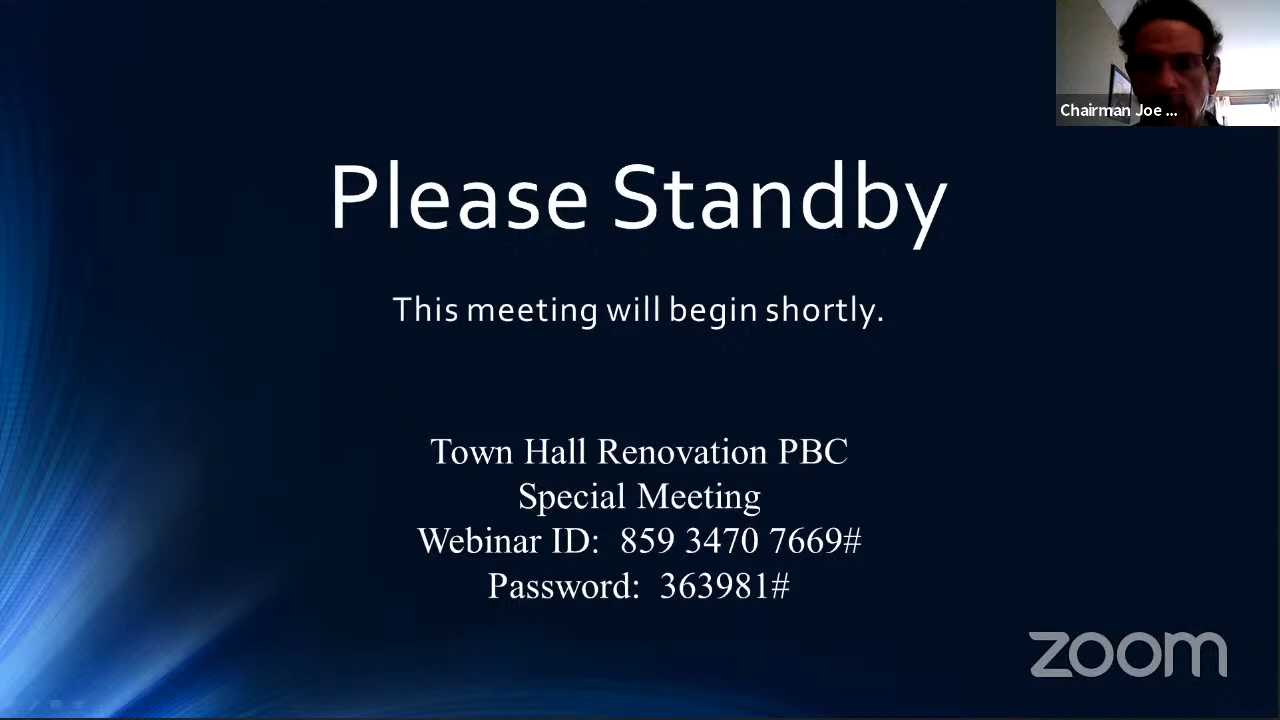 Chairman Joe ...
Please Standby
This meeting will begin shortly.
Town Hall Renovation PBC
Special Meeting
Webinar ID:  859 3470 7669#
Password:  363981#
zoom